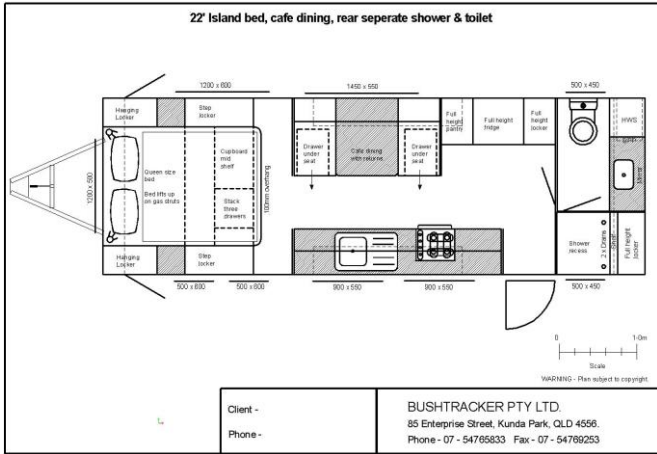 22' Island bed, cafe dining, rear seperate shower & toilet
1200 x 600
1450 x 550
500 x 450
Hanging
Locker
Step
locker
Full
height
pantry
Full height
fridge
Full
height
locker
HWS
Drawer
under
seat
Cafe dining
with returns
Drawer
under
seat
Queen size
bed
Bed lifts up
on gas struts
Cupboard
mid
shelf
Stack
three
drawers
100mm overhang
Mirror
Hanging
Locker
Step
locker
Shower
recess
2 x Drains
Shelf
Full height
locker
500 x 600
500 x 600
900 x 550
900 x 550
500 x 450
0
1·0m
Scale
WARNING - Plan subject to copyright
Client -
Phone -
BUSHTRACKER PTY LTD.
85 Enterprise Street, Kunda Park, QLD 4556.
Phone - 07 - 54765833 Fax - 07 - 54769253